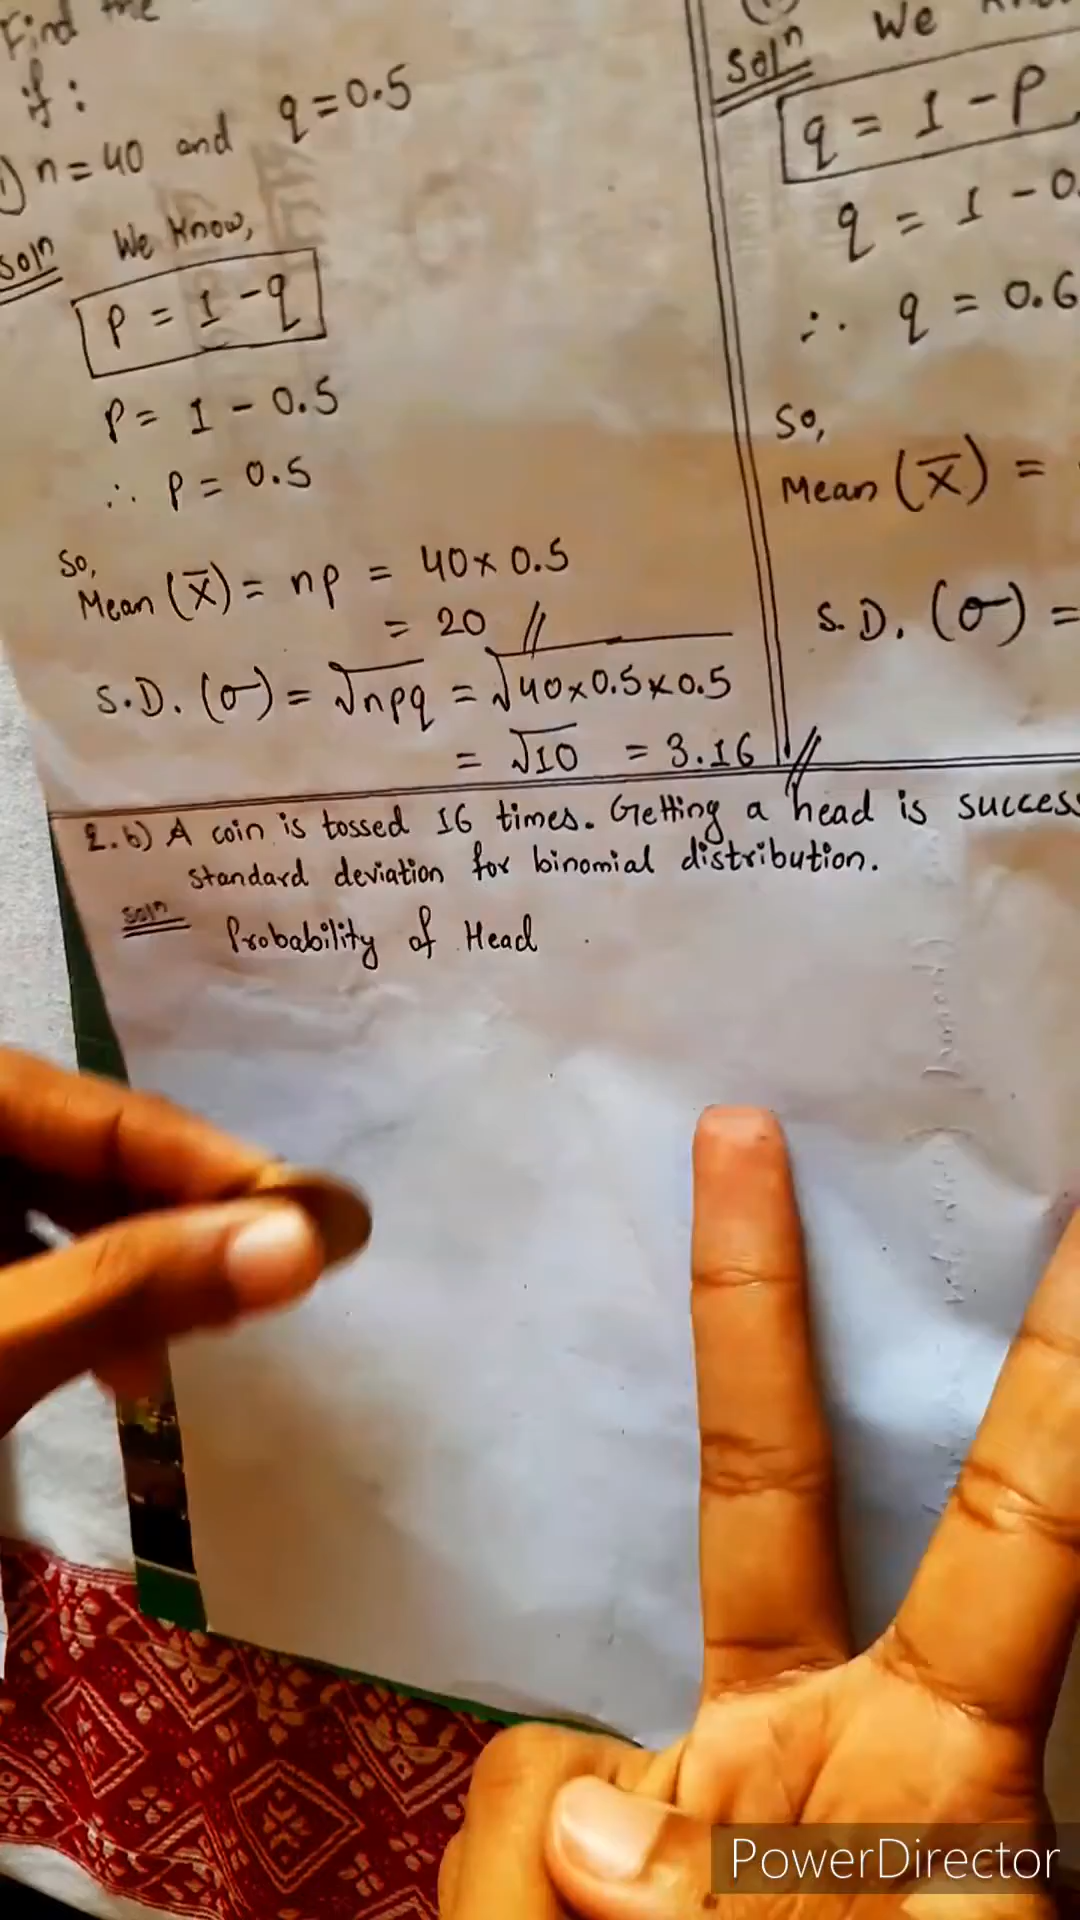 Find the
if :
i) n = 40 and q = 0.5
Soln We Know,
P = 1 - q
P = 1 - 0.5
∴ P = 0.5
So,
Mean (x̄) = np = 40 × 0.5
= 20 //
S.D. (σ) = √npq = √40×0.5×0.5
= √10 = 3.16 //
Soln We
q = 1 - P
q = 1 - 0.
∴ q = 0.6
So,
Mean (x̄) =
S.D. (σ) =
2.b) A coin is tossed 16 times. Getting a head is success
standard deviation for binomial distribution.
Soln Probability of Head
PowerDirector